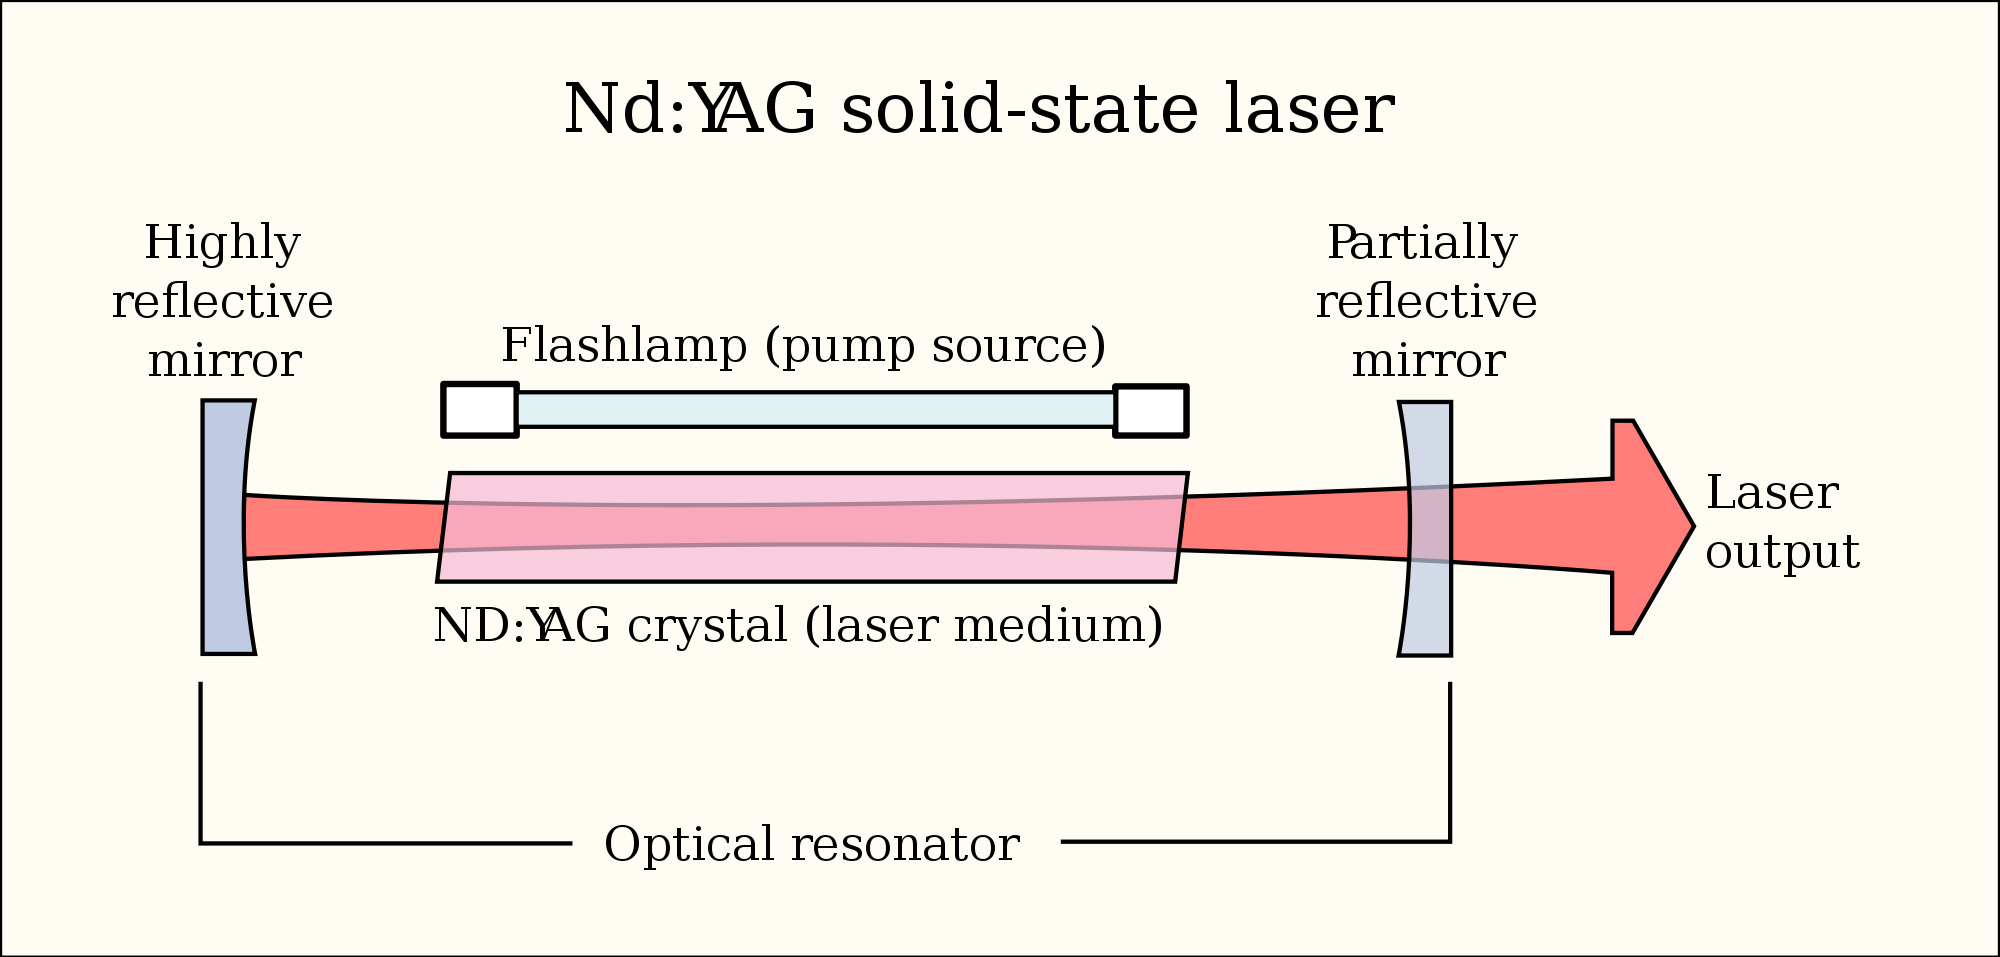 Nd:YAG solid-state laser
Highly
reflective
mirror
Flashlamp (pump source)
Partially
reflective
mirror
Laser
output
ND:YAG crystal (laser medium)
Optical resonator